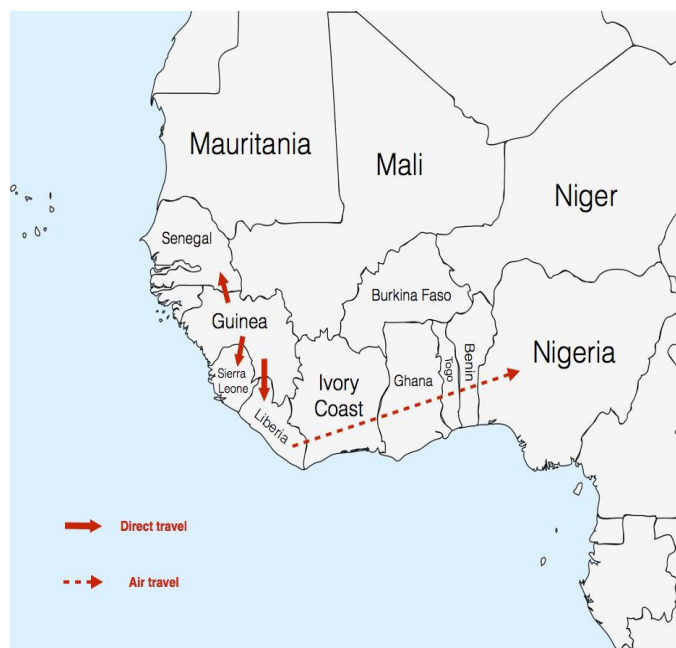 Mauritania
Mali
Niger
Senegal
Burkina Faso
Guinea
Nigeria
Benin
Togo
Sierra
Leone
Ivory
Coast
Ghana
Liberia
Direct travel
Air travel